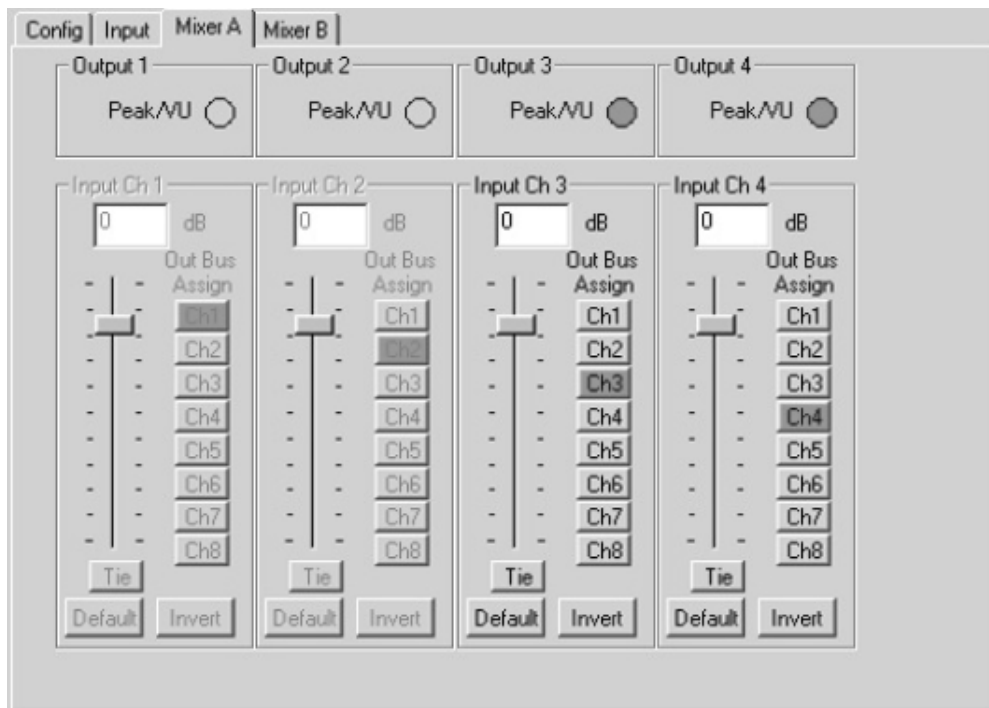 Config Input Mixer A Mixer B
Output 1 Output 2 Output 3 Output 4
Peak/VU Peak/VU Peak/VU Peak/VU
Input Ch 1 Input Ch 2 Input Ch 3 Input Ch 4
0 dB 0 dB 0 dB 0 dB
Out Bus Out Bus Out Bus Out Bus
Assign Assign Assign Assign
Ch1 Ch1 Ch1 Ch1
Ch2 Ch2 Ch2 Ch2
Ch3 Ch3 Ch3 Ch3
Ch4 Ch4 Ch4 Ch4
Ch5 Ch5 Ch5 Ch5
Ch6 Ch6 Ch6 Ch6
Ch7 Ch7 Ch7 Ch7
Ch8 Ch8 Ch8 Ch8
Tie Tie Tie Tie
Default Invert Default Invert Default Invert Default Invert